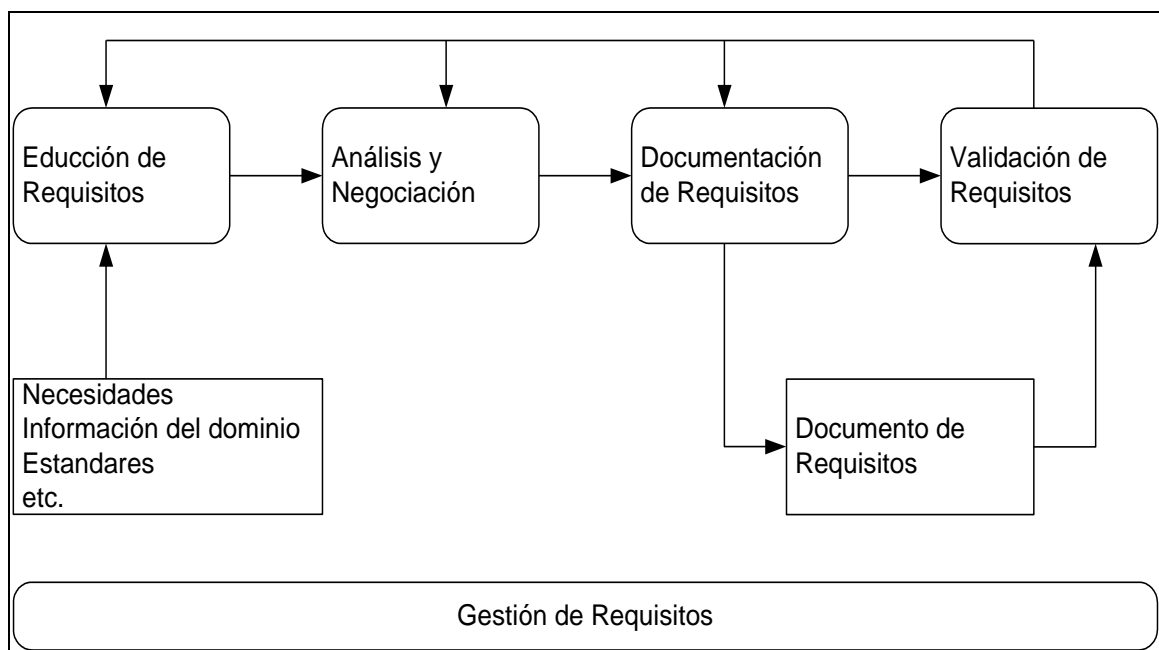 Educción de
Requisitos
Análisis y
Negociación
Documentación
de Requisitos
Validación de
Requisitos
Necesidades
Información del dominio
Estandares
etc.
Documento de
Requisitos
Gestión de Requisitos